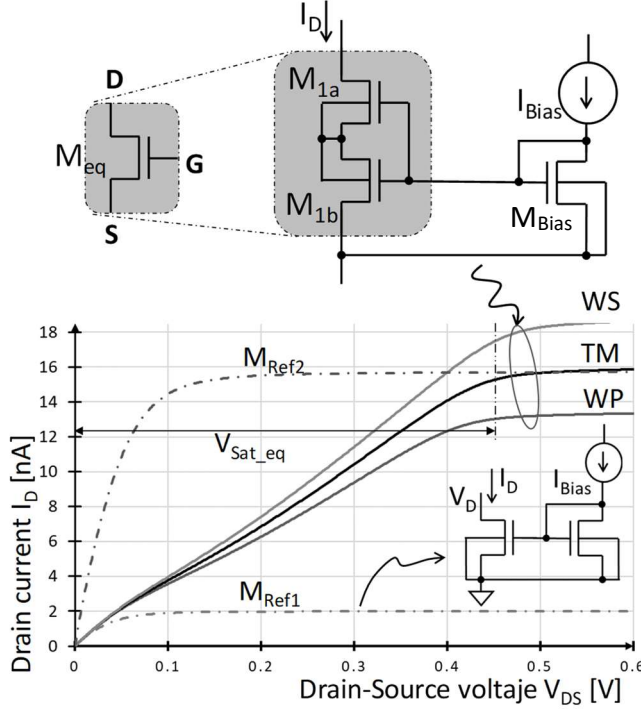 I_D
D
M_1a
I_Bias
M_eq
G
M_1b
M_Bias
S
WS
18
M_Ref2
TM
16
14
WP
12
V_Sat_eq
10
I_D
I_Bias
V_D
8
6
4
M_Ref1
2
0
0
0.1
0.2
0.3
0.4
0.5
0.6
Drain current I_D [nA]
Drain-Source voltaje V_DS [V]